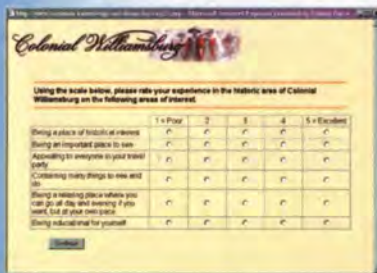 Colonial Williamsburg
Using the scale below, please rate your experience in the historic area of Colonial
Williamsburg on the following areas of interest.
1 = Poor 2 3 4 5 = Excellent
Being a place of historical interest
Being an important place to see
Appealing to everyone in your travel
party
Containing many things to see and
do
Being a relaxing place where you
can go all day and evening if you
want, but at your own pace
Being educational for yourself
Continue